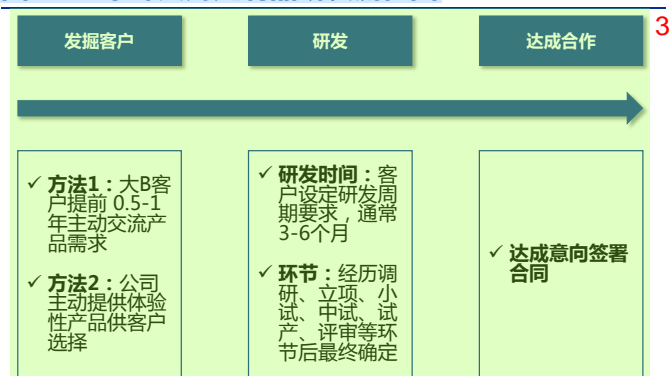 3
发掘客户
研发
达成合作
✓ 方法1：大B客
户提前 0.5-1
年主动交流产
品需求
✓ 方法2：公司
主动提供体验
性产品供客户
选择
✓ 研发时间：客
户设定研发周
期要求，通常
3-6个月
✓ 环节：经历调
研、立项、小
试、中试、试
产、评审等环
节后最终确定
✓ 达成意向签署
合同